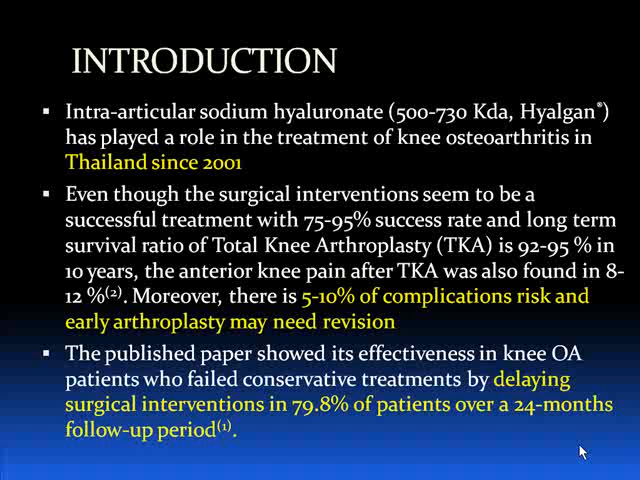 INTRODUCTION
▪ Intra-articular sodium hyaluronate (500-730 Kda, Hyalgan®)
has played a role in the treatment of knee osteoarthritis in
Thailand since 2001
▪ Even though the surgical interventions seem to be a
successful treatment with 75-95% success rate and long term
survival ratio of Total Knee Arthroplasty (TKA) is 92-95 % in
10 years, the anterior knee pain after TKA was also found in 8-
12 %(2). Moreover, there is 5-10% of complications risk and
early arthroplasty may need revision
▪ The published paper showed its effectiveness in knee OA
patients who failed conservative treatments by delaying
surgical interventions in 79.8% of patients over a 24-months
follow-up period(1).